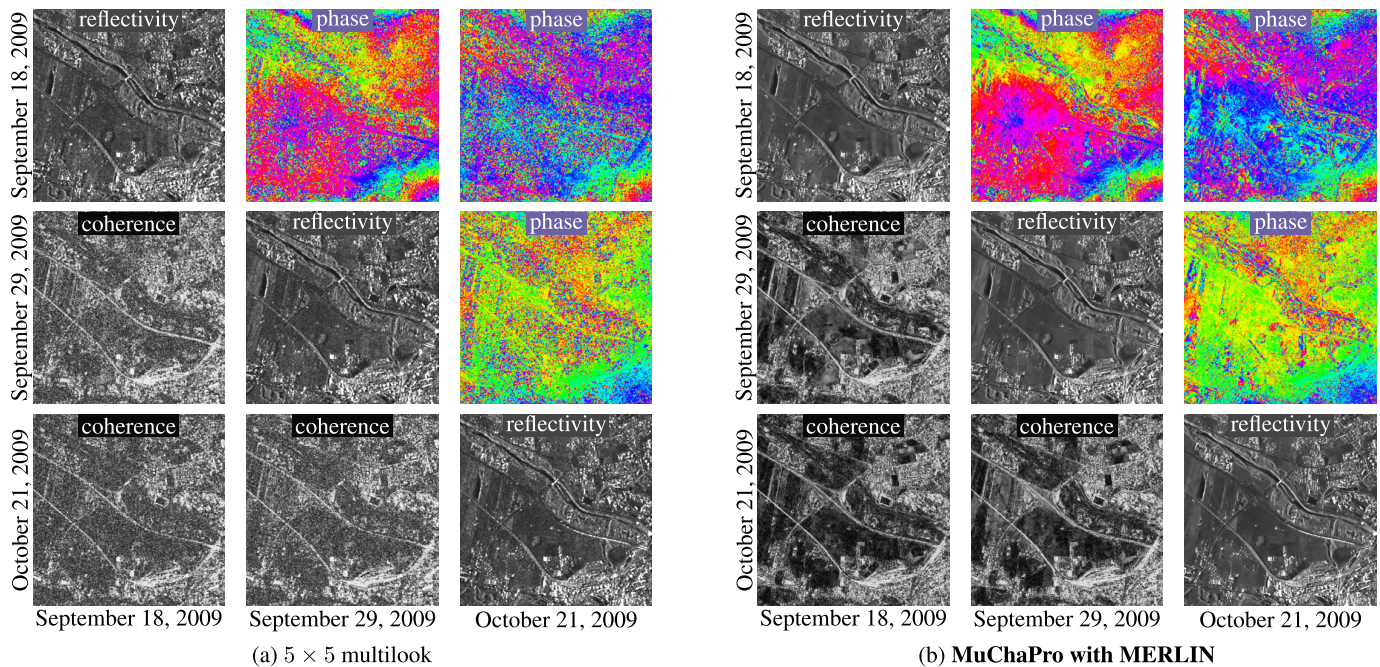 reflectivity
phase
phase
September 18, 2009
coherence
reflectivity
phase
September 29, 2009
coherence
coherence
reflectivity
October 21, 2009
September 18, 2009
September 29, 2009
October 21, 2009
(a) 5 × 5 multilook
reflectivity
phase
phase
September 18, 2009
coherence
reflectivity
phase
September 29, 2009
coherence
coherence
reflectivity
October 21, 2009
September 18, 2009
September 29, 2009
October 21, 2009
(b) MuChaPro with MERLIN